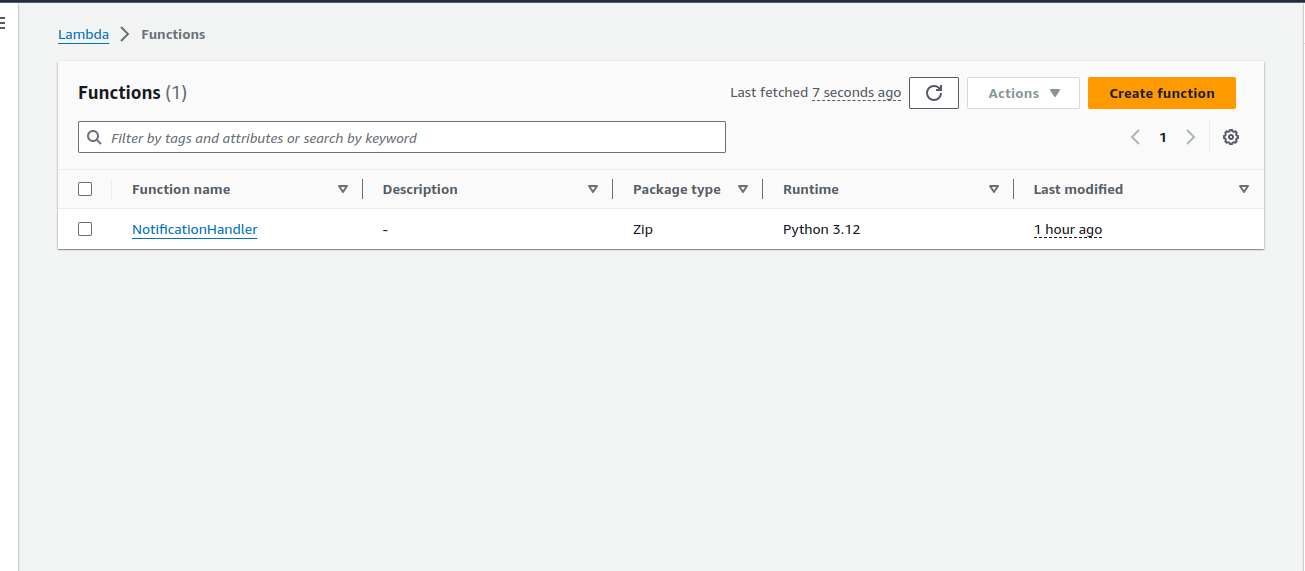 Lambda Functions
Functions (1)
Last fetched 7 seconds ago Actions Create function
Filter by tags and attributes or search by keyword
1
Function name Description Package type Runtime Last modified
NotificationHandler - Zip Python 3.12 1 hour ago